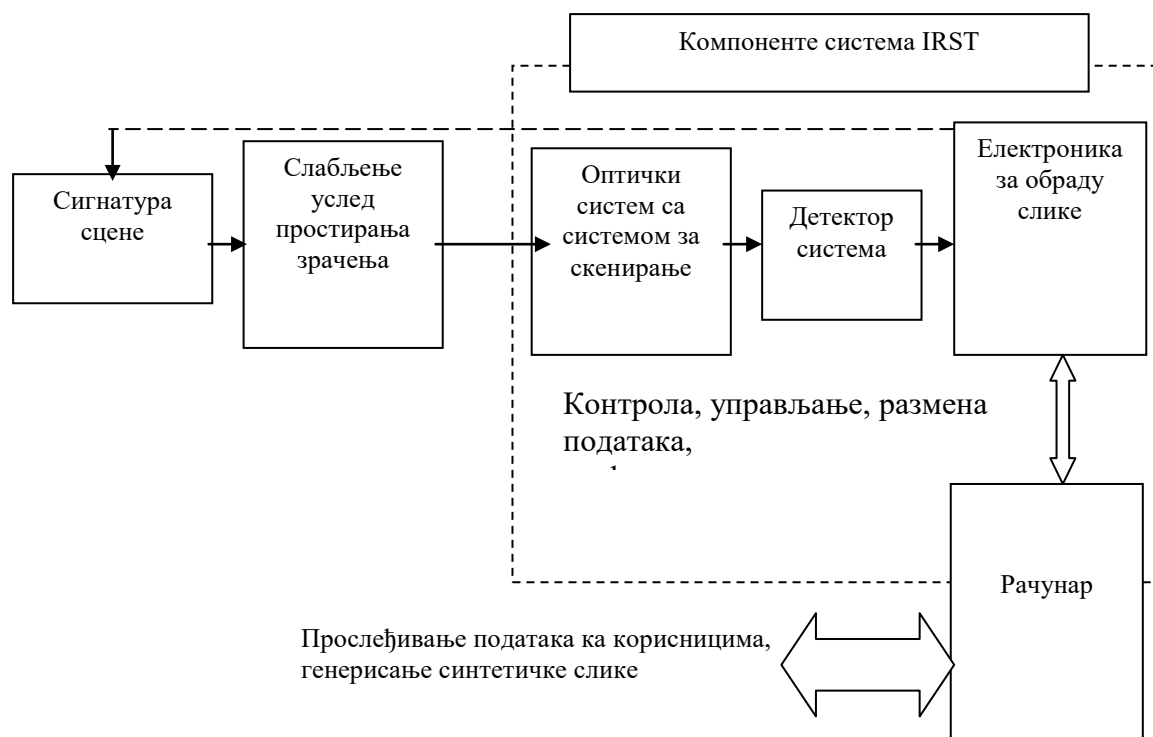 Компоненте система IRST
Сигнатура
сцене
Слабљење
услед
простирања
зрачења
Оптички
систем са
системом за
скенирање
Детектор
система
Електроника
за обраду
слике
Контрола, управљање, размена
података,
Рачунар
Прослеђивање података ка корисницима,
генерисање синтетичке слике